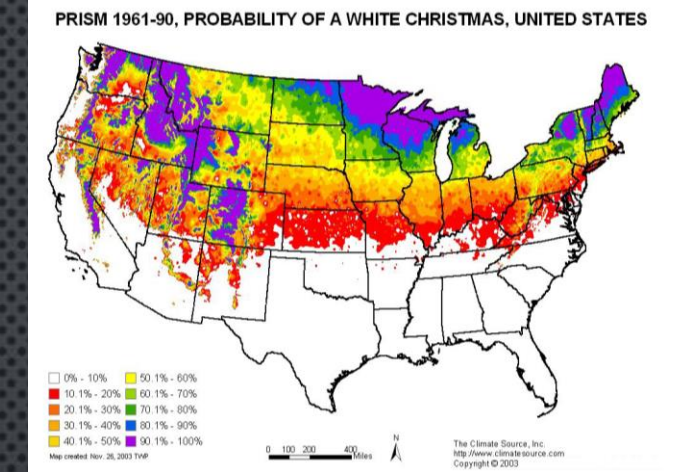 PRISM 1961-90, PROBABILITY OF A WHITE CHRISTMAS, UNITED STATES
0% - 10%
10.1% - 20%
20.1% - 30%
30.1% - 40%
40.1% - 50%
50.1% - 60%
60.1% - 70%
70.1% - 80%
80.1% - 90%
90.1% - 100%
Map created Nov. 26, 2003 TWP
0 100 200 400 Miles
N
The Climate Source, Inc.
http://www.climatesource.com
Copyright © 2003